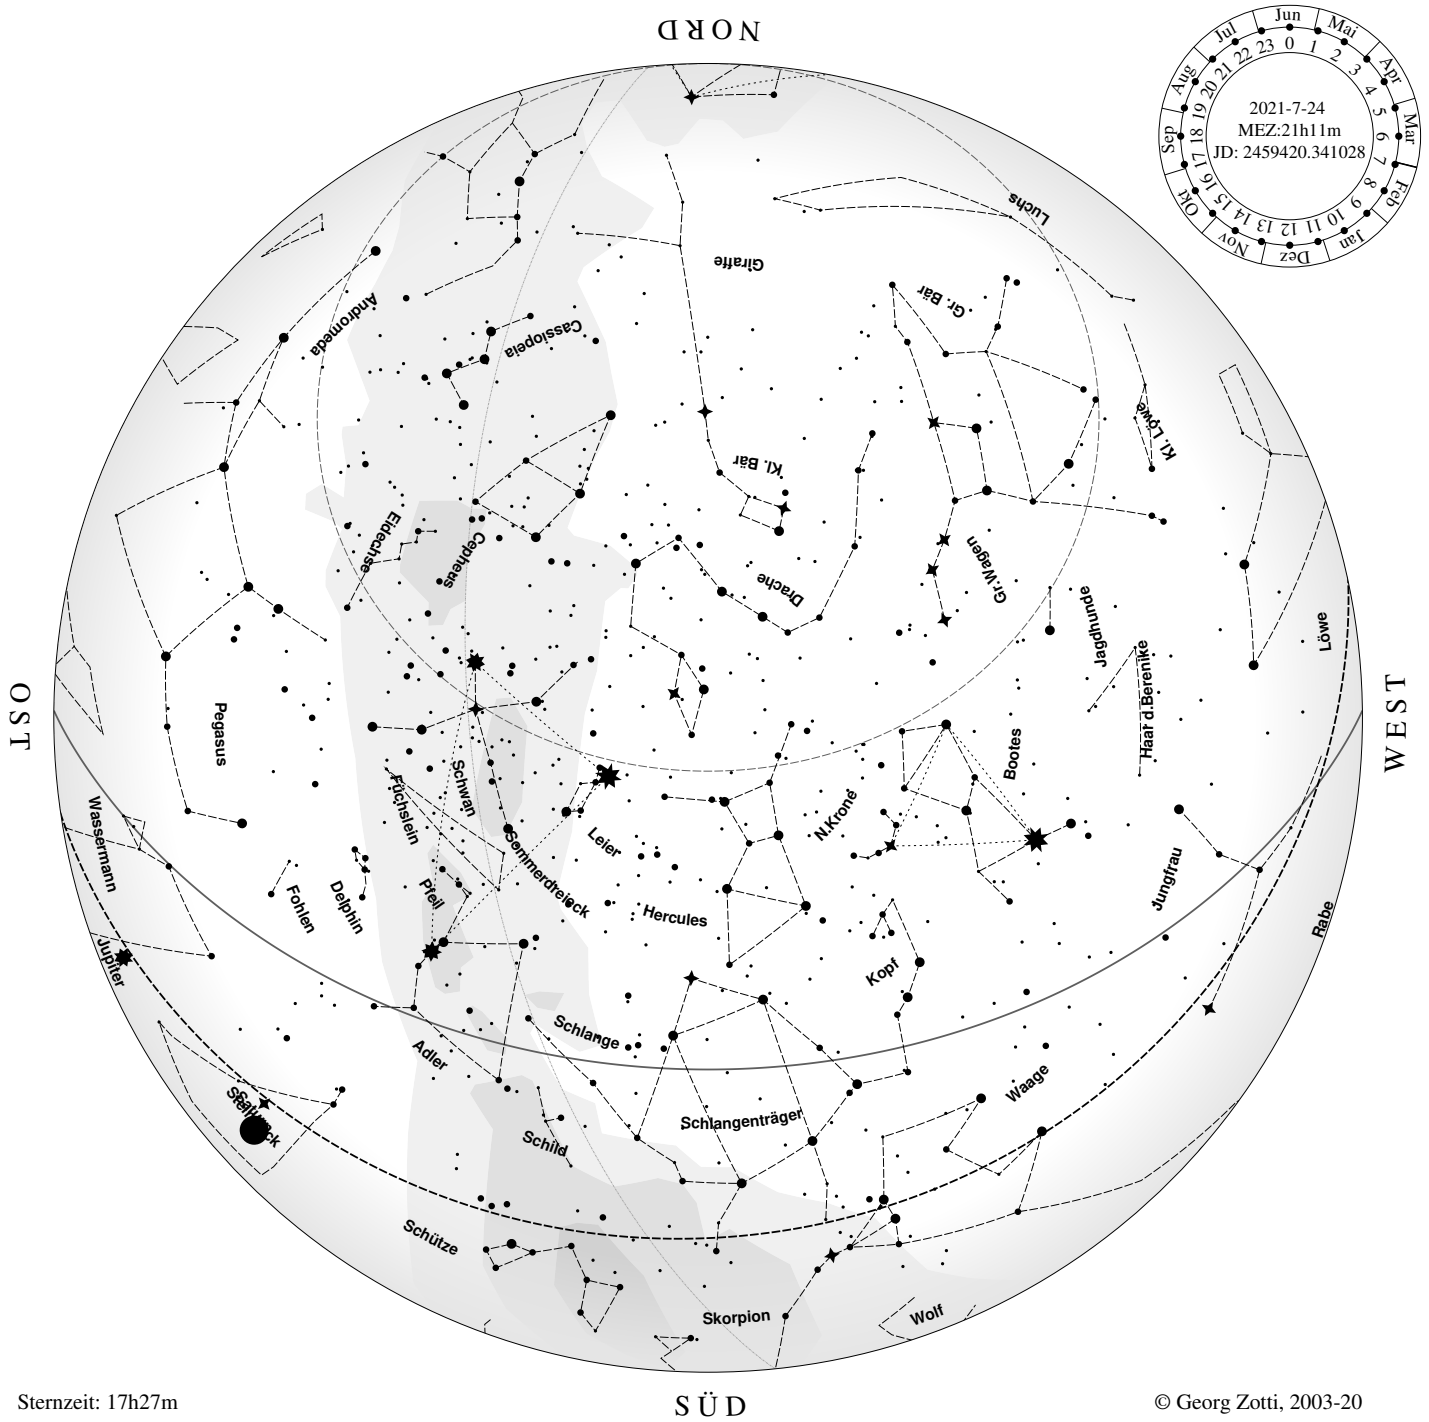 NORD
Jun
Mai
Apr
Mar
Feb
Jan
Dez
Nov
Okt
Sep
Aug
Jul
0 1 2 3 4 5 6 7 8 9 10 11 12 13 14 15 16 17 18 19 20 21 22 23
2021-7-24
MEZ:21h11m
JD: 2459420.341028
Luchs
Giraffe
Gr. Bär
Andromeda
Cassiopeia
Kl. Löwe
Kl. Bär
Eidechse
Cepheus
Drache
Gr.Wagen
Jagdhunde
Löwe
Haar d.Berenike
OST
WEST
Pegasus
Schwan
Füchslein
Bootes
N.Krone
Leier
Sommerdreieck
Wassermann
Fohlen
Delphin
Pfeil
Hercules
Jungfrau
Rabe
Jupiter
Kopf
Schlange
Adler
Saturn
Steinbock
Waage
Schlangenträger
Schild
Schütze
Skorpion
Wolf
Sternzeit: 17h27m
SÜD
© Georg Zotti, 2003-20